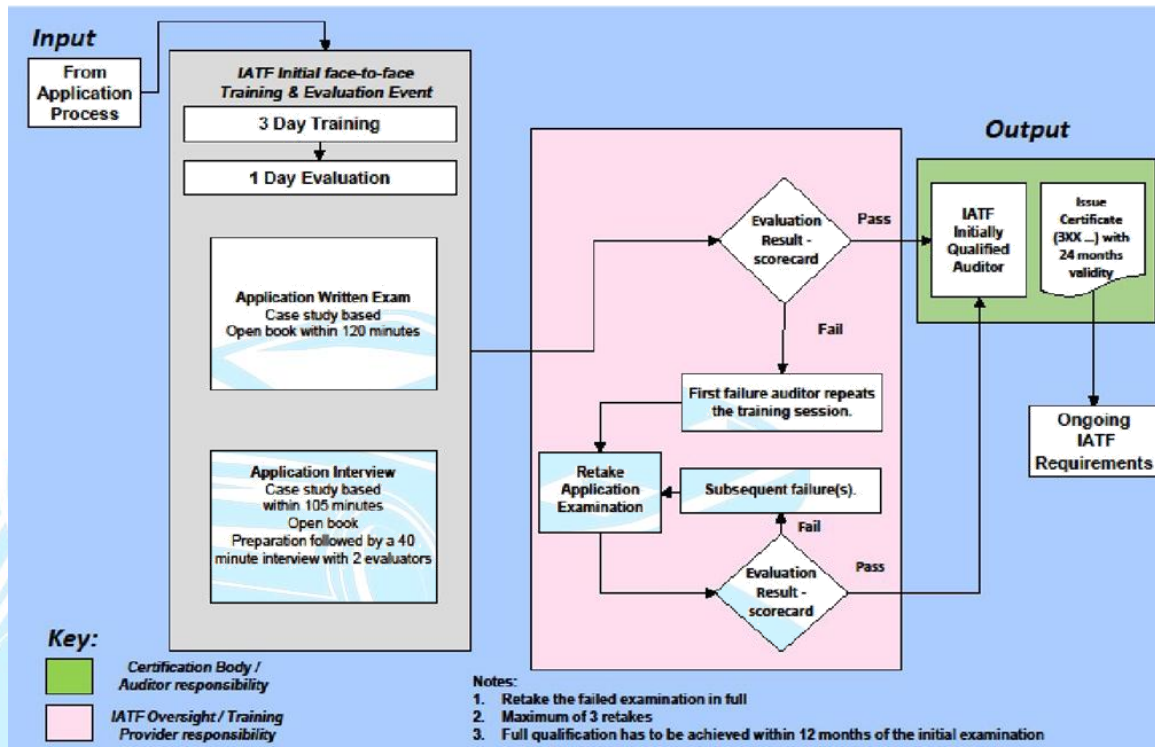 Input
From
Application
Process
IATF Initial face-to-face
Training & Evaluation Event
3 Day Training
1 Day Evaluation
Application Written Exam
Case study based
Open book within 120 minutes
Application Interview
Case study based
within 105 minutes
Open book
Preparation followed by a 40
minute interview with 2 evaluators
Evaluation
Result -
scorecard
Pass
Fail
First failure auditor repeats
the training session.
Retake
Application
Examination
Subsequent failure(s).
Fail
Evaluation
Result -
scorecard
Pass
Output
IATF
Initially
Qualified
Auditor
Issue
Certificate
(3XX ...) with
24 months
validity
Ongoing
IATF
Requirements
Key:
Certification Body /
Auditor responsibility
IATF Oversight / Training
Provider responsibility
Notes:
1. Retake the failed examination in full
2. Maximum of 3 retakes
3. Full qualification has to be achieved within 12 months of the initial examination